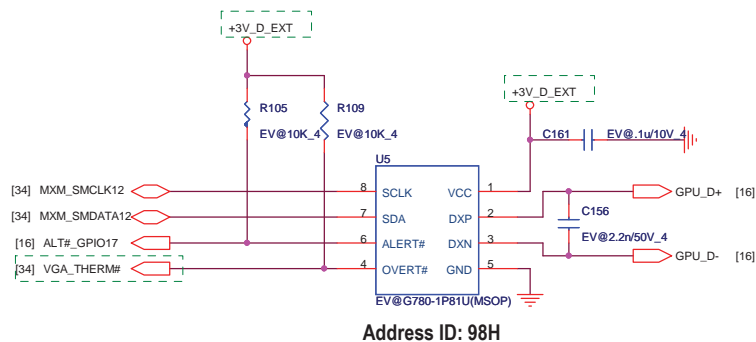 +3V_D_EXT
+3V_D_EXT
R105
R109
EV@10K_4
EV@10K_4
C161
EV@.1u/10V_4
U5
[34] MXM_SMCLK12
8
SCLK
VCC
1
GPU_D+ [16]
[34] MXM_SMDATA12
7
SDA
DXP
2
C156
[16] ALT#_GPIO17
6
ALERT#
DXN
3
EV@2.2n/50V_4
[34] VGA_THERM#
4
OVERT#
GND
5
GPU_D- [16]
EV@G780-1P81U(MSOP)
Address ID: 98H